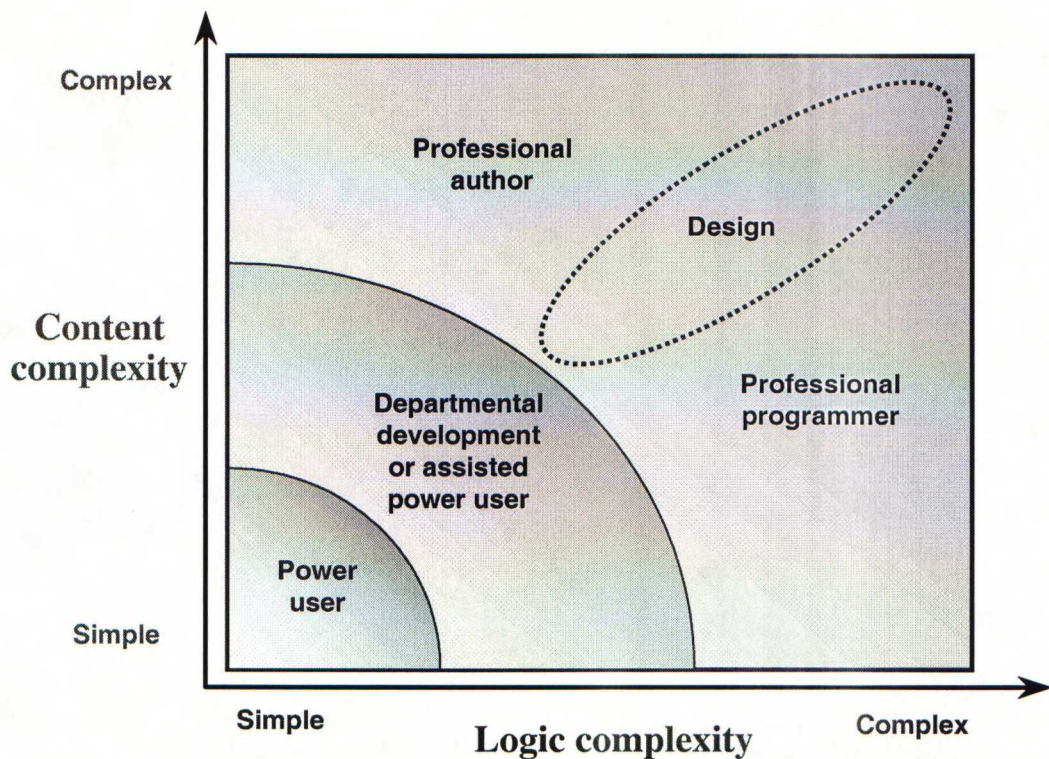 Complex
Professional
author
Design
Content
complexity
Professional
programmer
Departmental
development
or assisted
power user
Power
user
Simple
Simple
Logic complexity
Complex